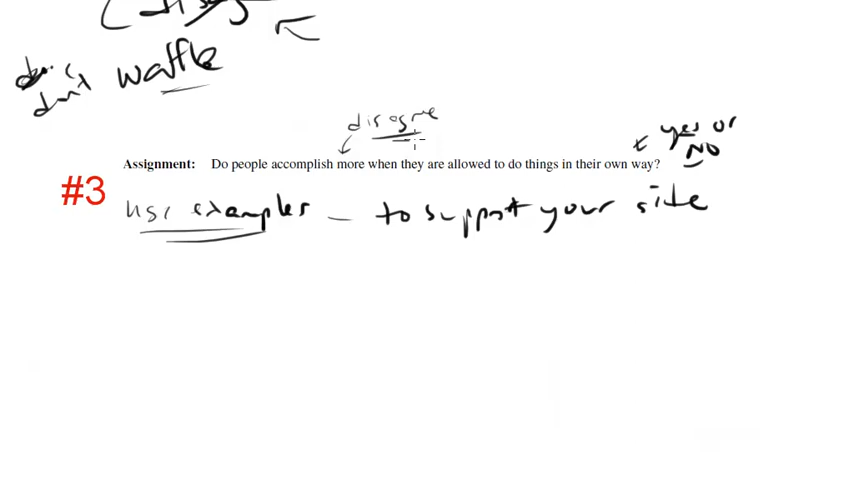 don't waffle
disagree
yes or
NO
Assignment: Do people accomplish more when they are allowed to do things in their own way?
#3
use examples – to support your side